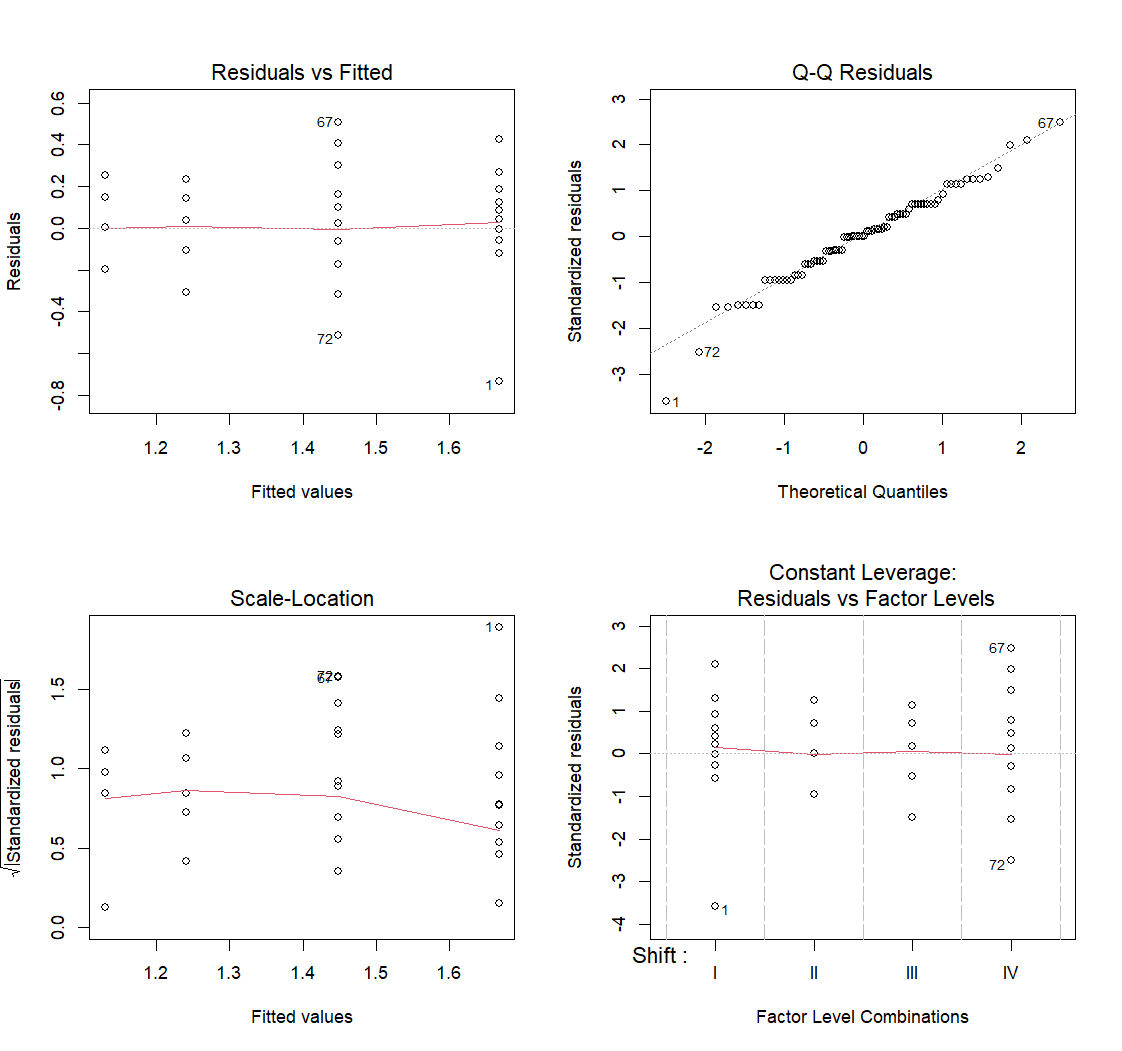 Residuals vs Fitted
0.6
0.4
0.2
0.0
-0.4
-0.8
Residuals
67
72
1
1.2 1.3 1.4 1.5 1.6
Fitted values
Q-Q Residuals
3
2
1
0
-1
-2
-3
Standardized residuals
67
72
1
-2 -1 0 1 2
Theoretical Quantiles
Scale-Location
1.5
1.0
0.5
0.0
√|Standardized residuals|
1
72
67
1.2 1.3 1.4 1.5 1.6
Fitted values
Constant Leverage:
Residuals vs Factor Levels
3
2
1
0
-1
-2
-3
-4
Standardized residuals
67
72
1
Shift :
I II III IV
Factor Level Combinations